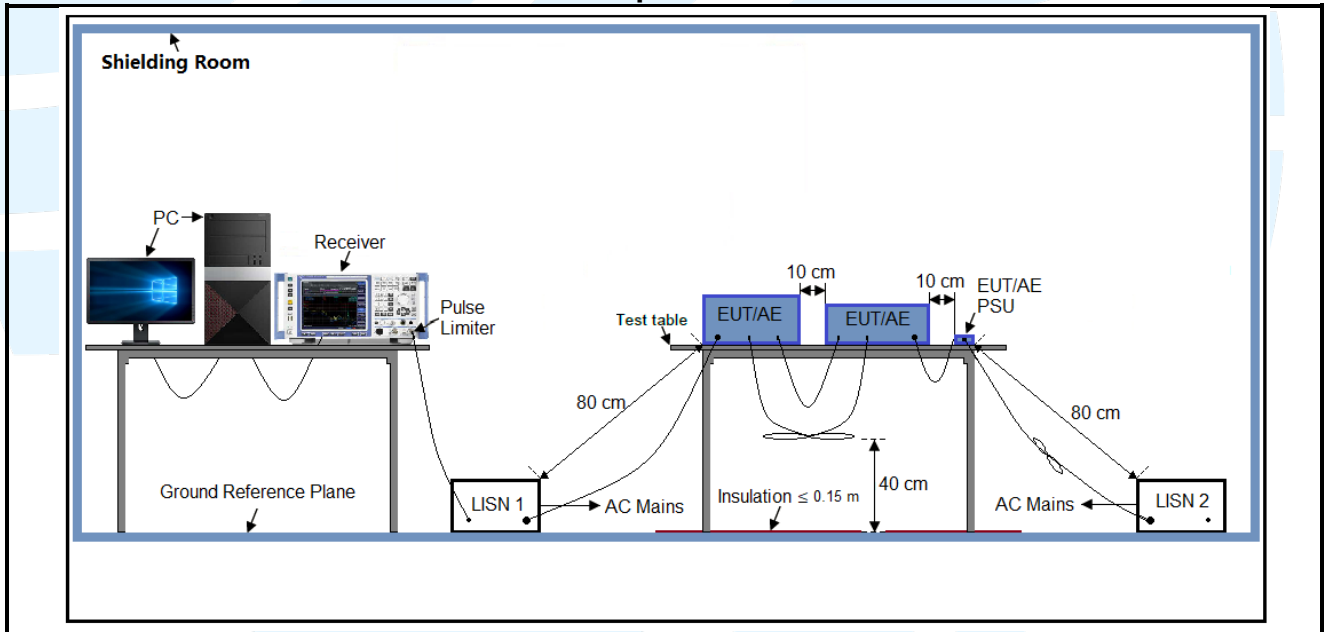 Shielding Room
PC
Receiver
Pulse
Limiter
10 cm
10 cm
EUT/AE
PSU
EUT/AE
EUT/AE
Test table
80 cm
80 cm
Ground Reference Plane
LISN 1
AC Mains
Insulation ≤ 0.15 m
40 cm
AC Mains
LISN 2